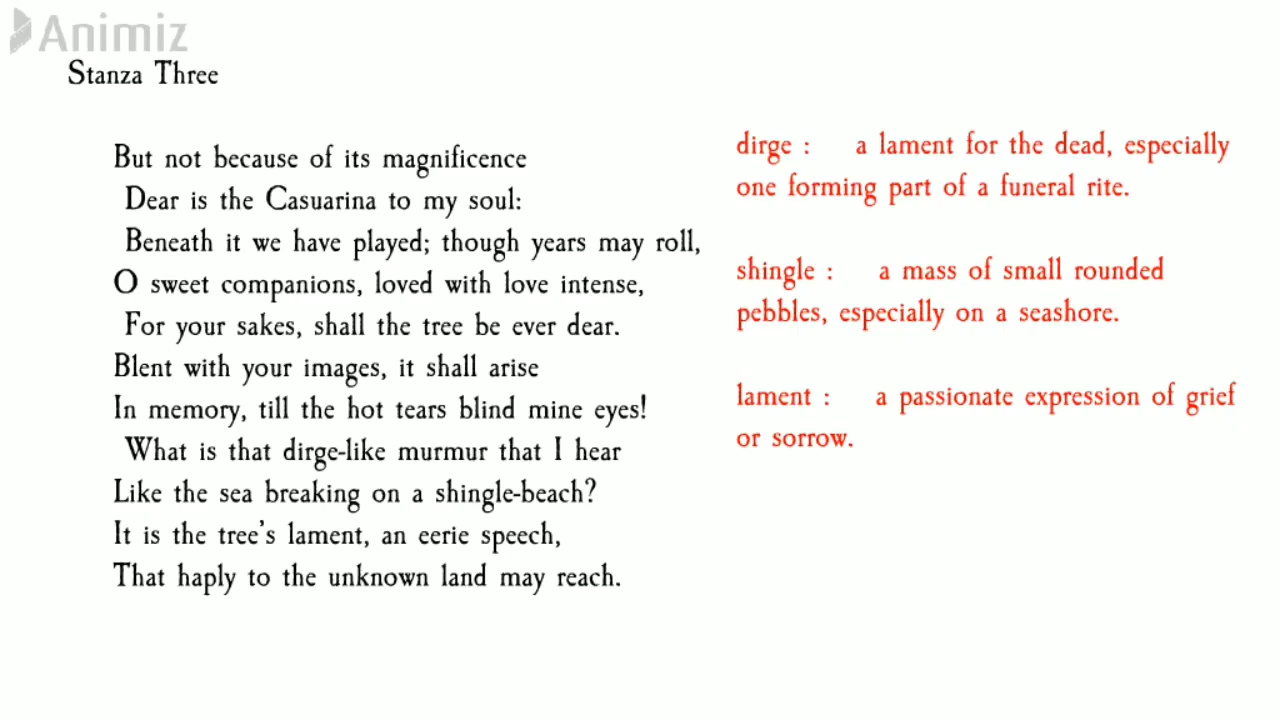 Animiz
Stanza Three
But not because of its magnificence
Dear is the Casuarina to my soul:
Beneath it we have played; though years may roll,
O sweet companions, loved with love intense,
For your sakes, shall the tree be ever dear.
Blent with your images, it shall arise
In memory, till the hot tears blind mine eyes!
What is that dirge-like murmur that I hear
Like the sea breaking on a shingle-beach?
It is the tree's lament, an eerie speech,
That haply to the unknown land may reach.
dirge : a lament for the dead, especially
one forming part of a funeral rite.
shingle : a mass of small rounded
pebbles, especially on a seashore.
lament : a passionate expression of grief
or sorrow.